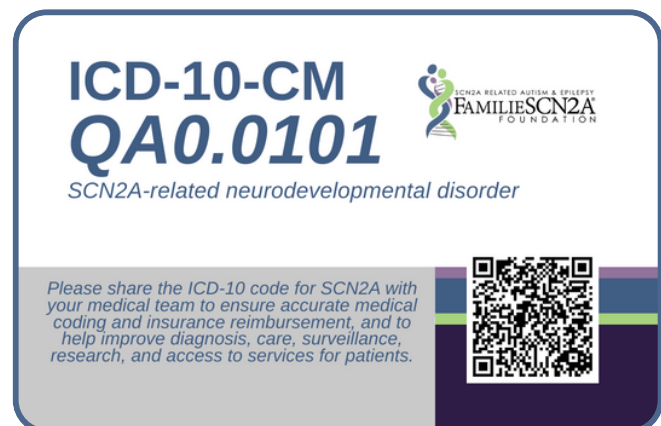 ICD-10-CM
QA0.0101
SCN2A-related neurodevelopmental disorder
SCN2A RELATED AUTISM & EPILEPSY
FAMILIESCN2A
FOUNDATION
Please share the ICD-10 code for SCN2A with
your medical team to ensure accurate medical
coding and insurance reimbursement, and to
help improve diagnosis, care, surveillance,
research, and access to services for patients.